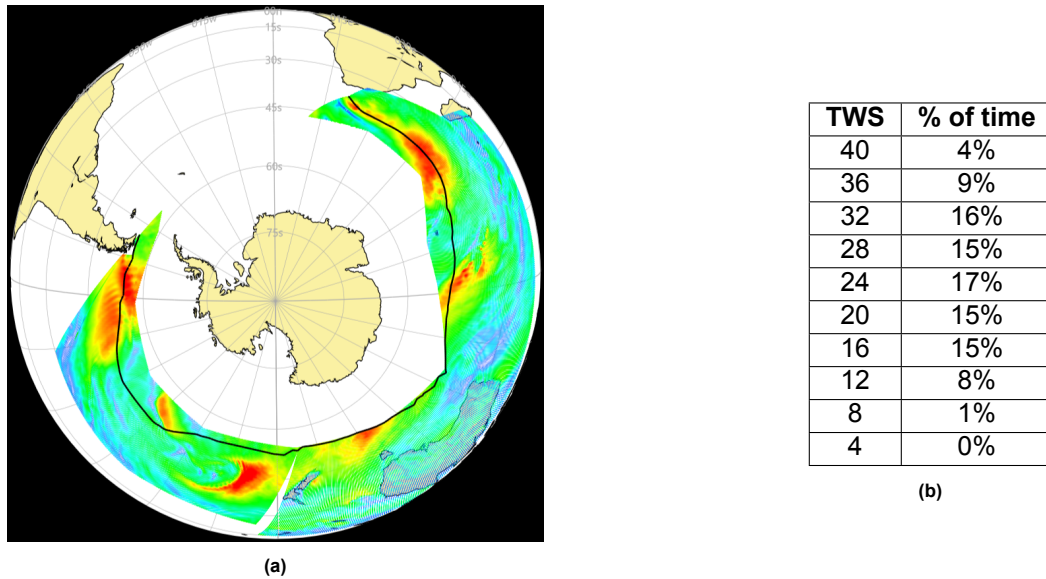 00n
15s
30s
45s
60s
75s
(a)
TWS % of time
40 4%
36 9%
32 16%
28 15%
24 17%
20 15%
16 15%
12 8%
8 1%
4 0%
(b)